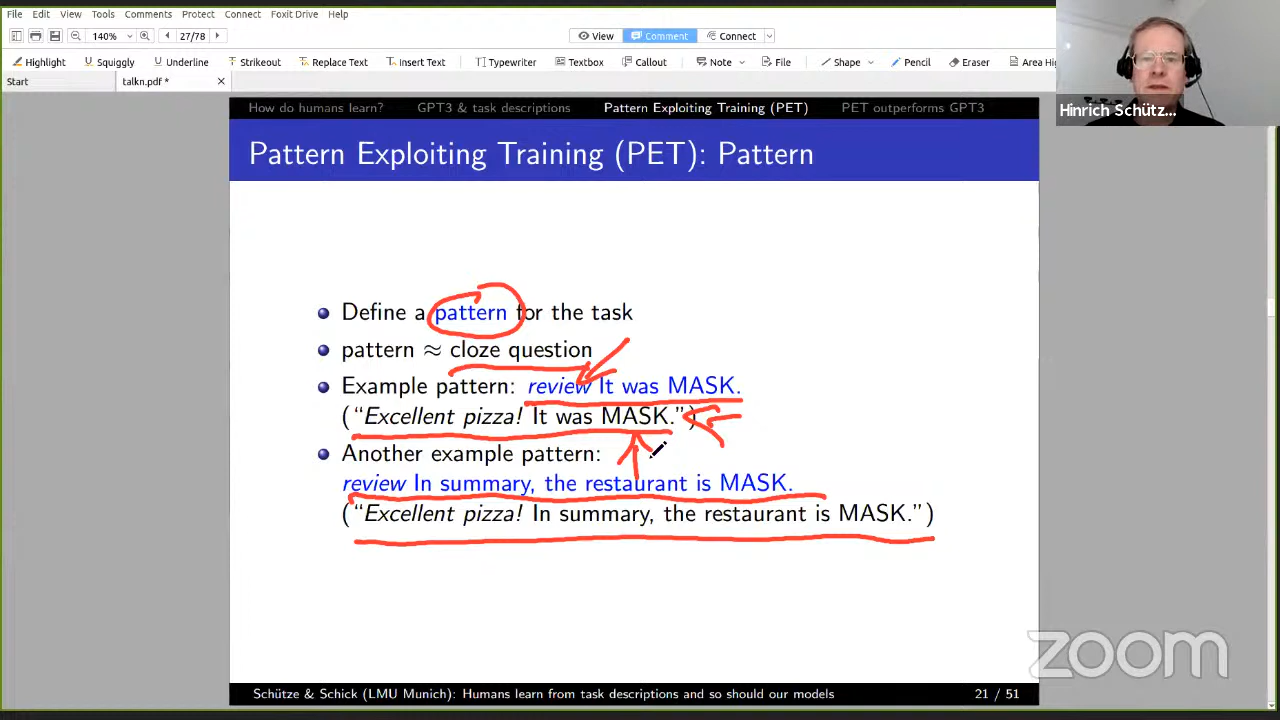 File Edit View Tools Comments Protect Connect Foxit Drive Help
140% 27/78 View Comment Connect
Highlight Squiggly Underline Strikeout Replace Text Insert Text Typewriter Textbox Callout Note File Shape Pencil Eraser Area Hi
Start talkn.pdf *
Hinrich Schütz...
How do humans learn? GPT3 & task descriptions Pattern Exploiting Training (PET) PET outperforms GPT3
Pattern Exploiting Training (PET): Pattern
Define a pattern for the task
pattern ≈ cloze question
Example pattern: review It was MASK.
(“Excellent pizza! It was MASK.”)
Another example pattern:
review In summary, the restaurant is MASK.
(“Excellent pizza! In summary, the restaurant is MASK.”)
zoom
Schütze & Schick (LMU Munich): Humans learn from task descriptions and so should our models 21 / 51